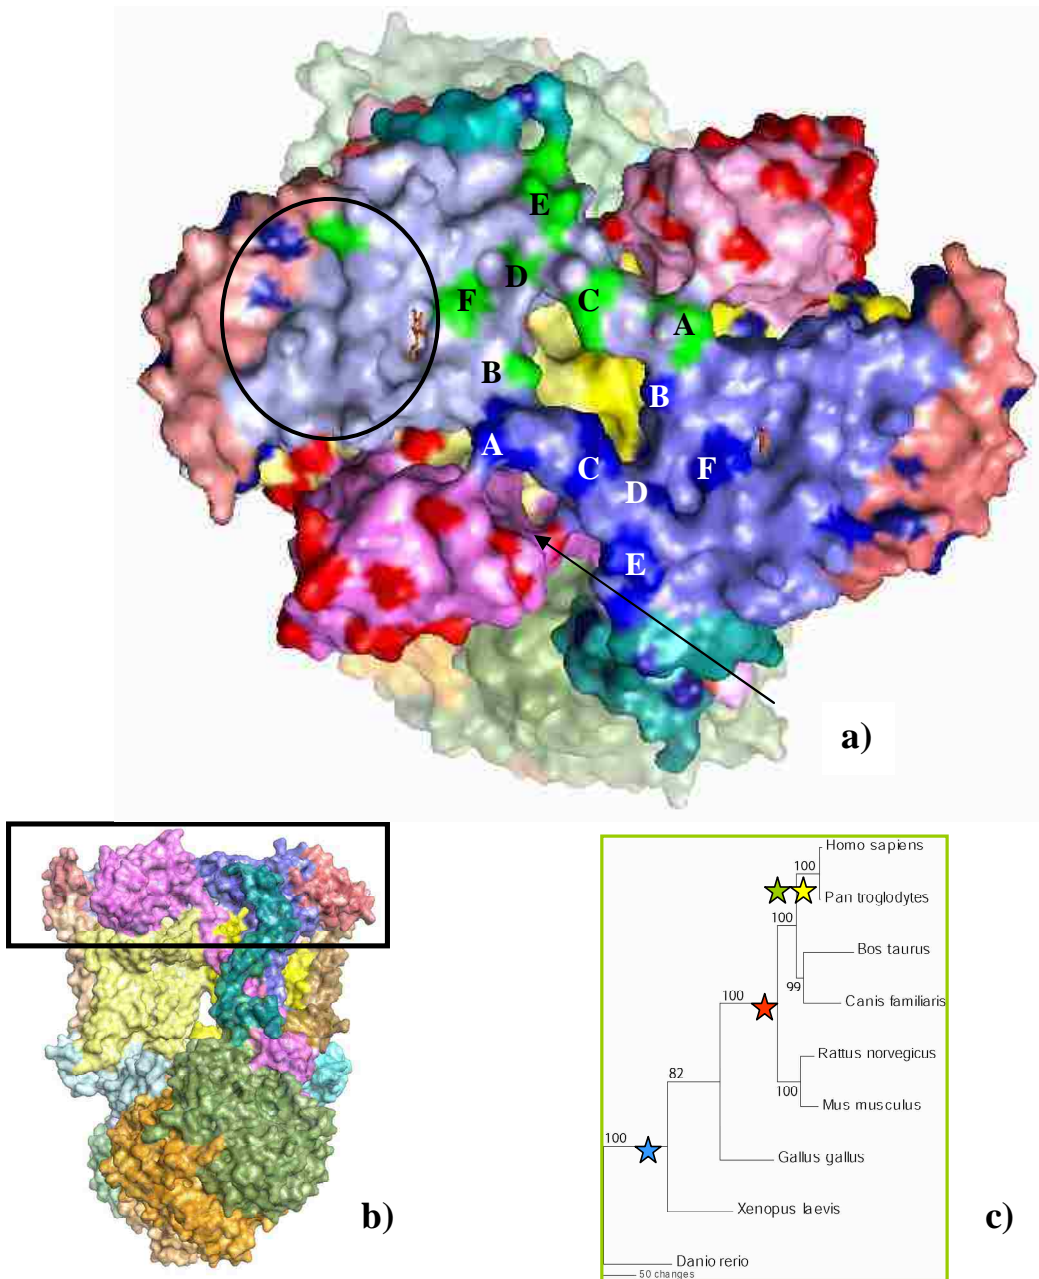 E
D
F
C
A
B
B
A
C
F
D
E
a)
b)
Homo sapiens
100
Pan troglodytes
100
Bos taurus
99
100
Canis familiaris
Rattus norvegicus
82
100
Mus musculus
100
Gallus gallus
Xenopus laevis
c)
Danio rerio
50 changes